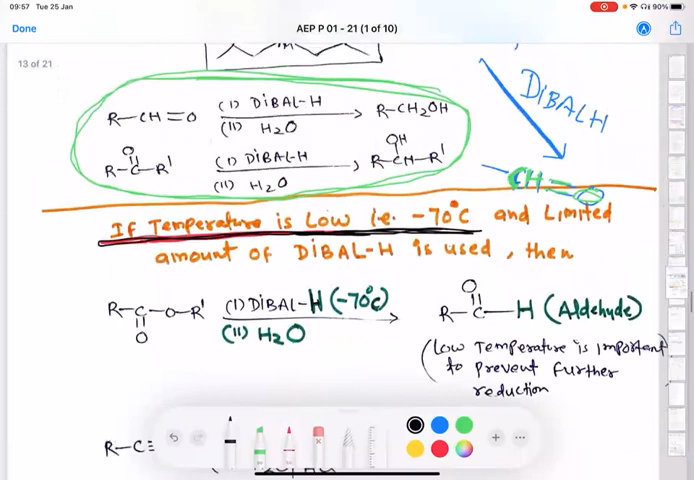 09:57 Tue 25 Jan
90%
Done
AEP P 01 - 21 (1 of 10)
13 of 21
R-CH=O (I) DiBAL-H R-CH2OH
(II) H2O
DiBALH
O OH
R-C-R' (I) DiBAL-H R-CH-R'
(II) H2O
CH=O
If Temperature is Low i.e. -70°C and Limited
amount of DiBAL-H is used, then
R-C-O-R' (I) DiBAL-H (-70°C) R-C-H (Aldehyde)
O (II) H2O O
(Low Temperature is important
to prevent further
reduction
R-C≡